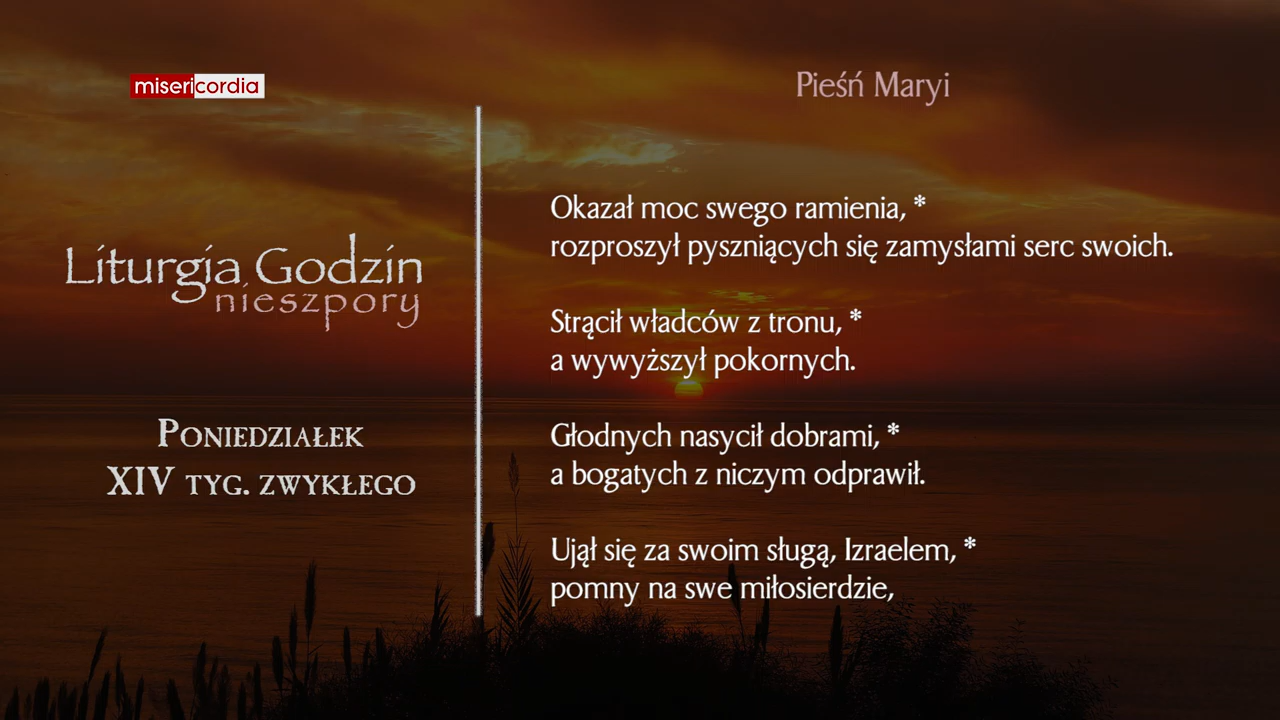 misericordia
Pieśń Maryi
Liturgia Godzin
nieszpory
Poniedziałek
XIV tyg. zwykłego
Okazał moc swego ramienia, *
rozproszył pyszniących się zamysłami serc swoich.
Strącił władców z tronu, *
a wywyższył pokornych.
Głodnych nasycił dobrami, *
a bogatych z niczym odprawił.
Ujął się za swoim sługą, Izraelem, *
pomny na swe miłosierdzie,